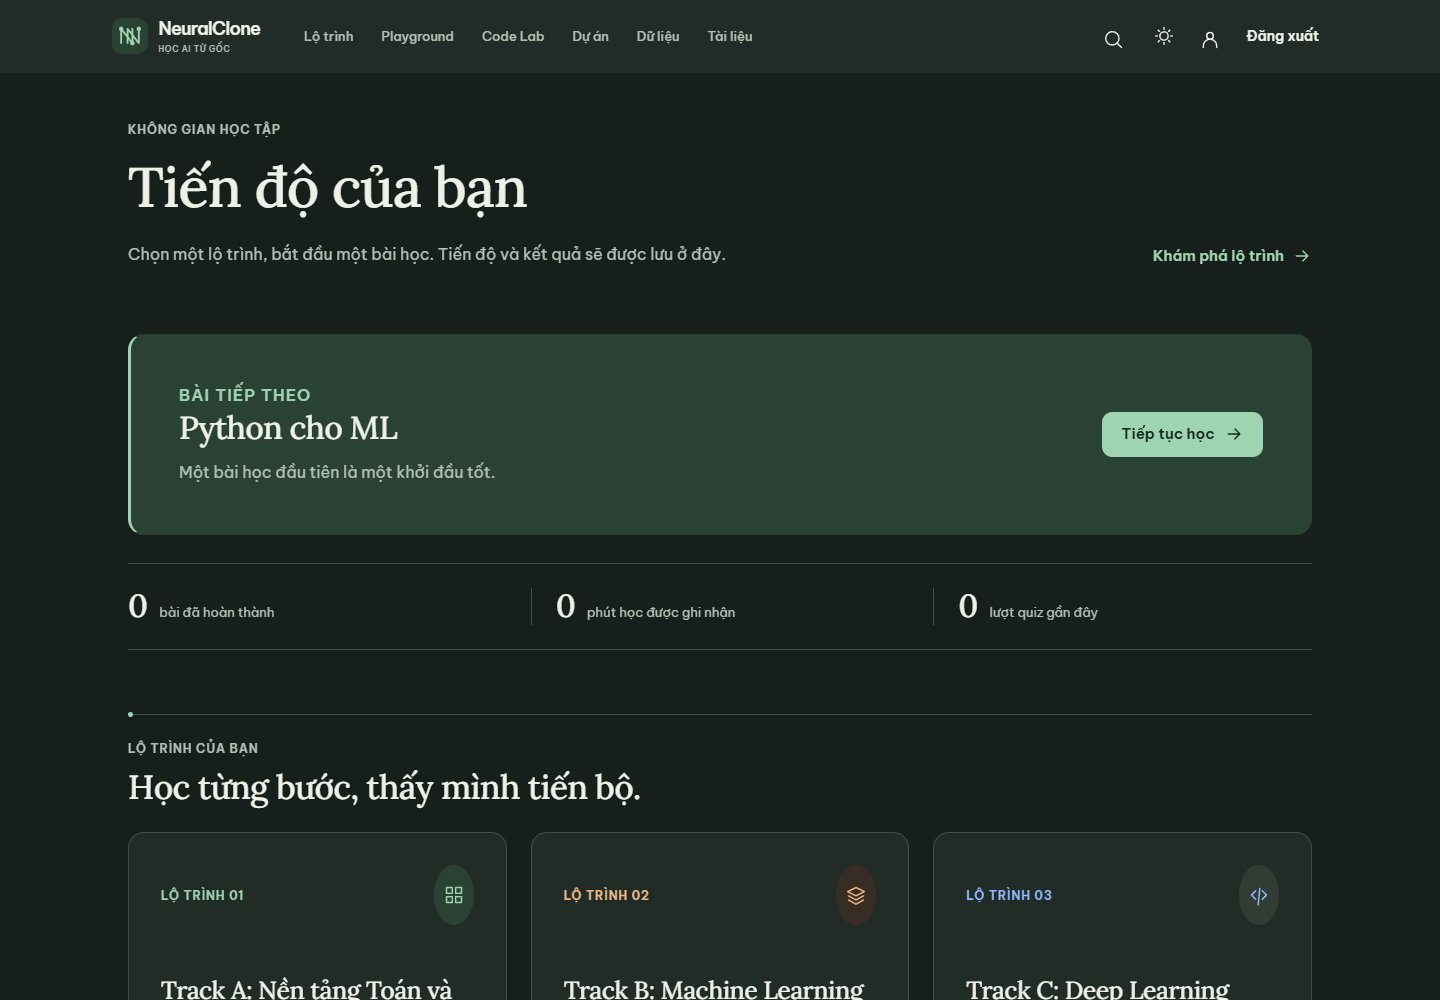 NeuralClone
HỌC AI TỪ GỐC
Lộ trình
Playground
Code Lab
Dự án
Dữ liệu
Tài liệu
Đăng xuất
KHÔNG GIAN HỌC TẬP
Tiến độ của bạn
Chọn một lộ trình, bắt đầu một bài học. Tiến độ và kết quả sẽ được lưu ở đây.
Khám phá lộ trình
BÀI TIẾP THEO
Python cho ML
Một bài học đầu tiên là một khởi đầu tốt.
Tiếp tục học
0 bài đã hoàn thành
0 phút học được ghi nhận
0 lượt quiz gần đây
LỘ TRÌNH CỦA BẠN
Học từng bước, thấy mình tiến bộ.
LỘ TRÌNH 01
LỘ TRÌNH 02
LỘ TRÌNH 03
Track A: Nền tảng Toán và
Track B: Machine Learning
Track C: Deep Learning